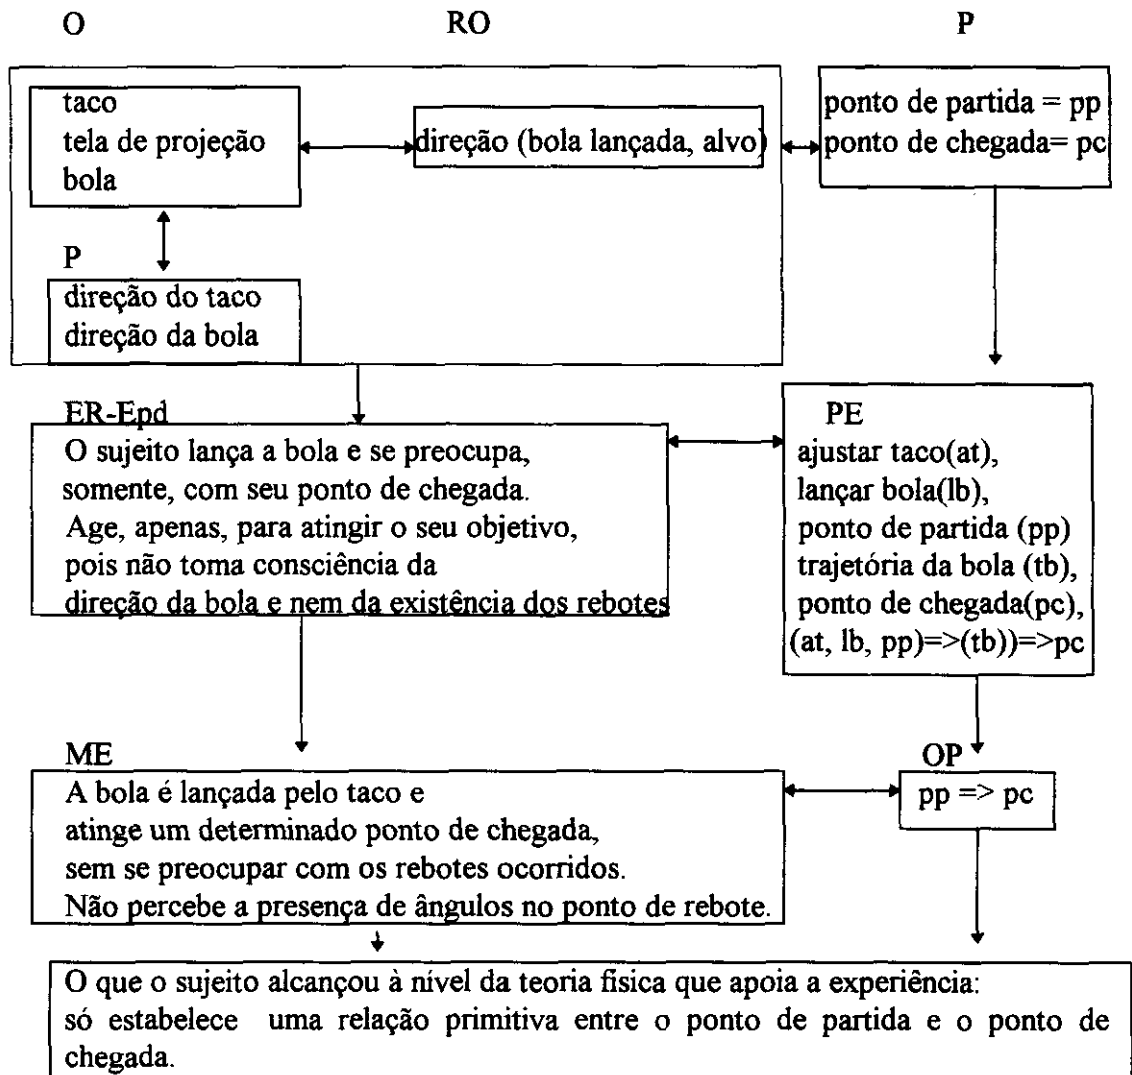 O RO P
taco
tela de projeção
bola
direção (bola lançada, alvo)
ponto de partida = pp
ponto de chegada= pc
P
direção do taco
direção da bola
ER-Epd
O sujeito lança a bola e se preocupa,
somente, com seu ponto de chegada.
Age, apenas, para atingir o seu objetivo,
pois não toma consciência da
direção da bola e nem da existência dos rebotes
PE
ajustar taco(at),
lançar bola(lb),
ponto de partida (pp)
trajetória da bola (tb),
ponto de chegada(pc),
(at, lb, pp)=>(tb))=>pc
ME
A bola é lançada pelo taco e
atinge um determinado ponto de chegada,
sem se preocupar com os rebotes ocorridos.
Não percebe a presença de ângulos no ponto de rebote.
OP
pp => pc
O que o sujeito alcançou à nível da teoria física que apoia a experiência:
só estabelece uma relação primitiva entre o ponto de partida e o ponto de
chegada.